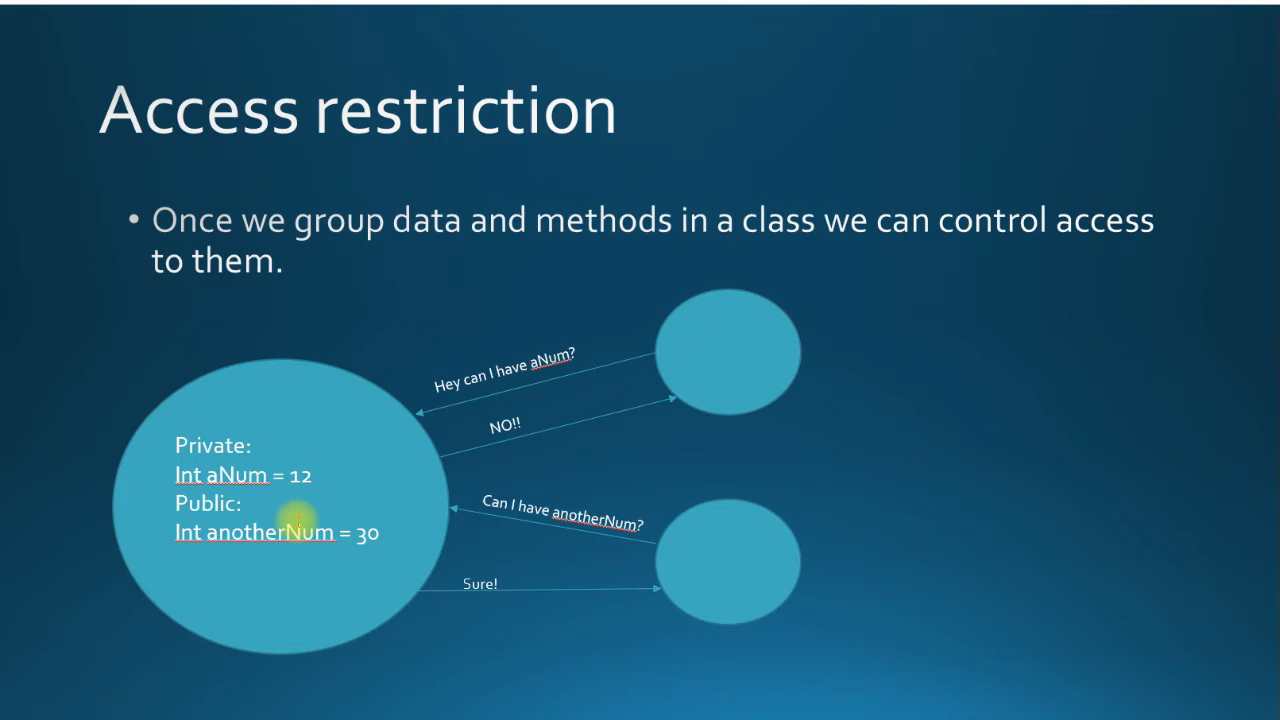 Access restriction
• Once we group data and methods in a class we can control access
to them.
Hey can I have aNum?
NO!!
Private:
Int aNum = 12
Public:
Int anotherNum = 30
Can I have anotherNum?
Sure!